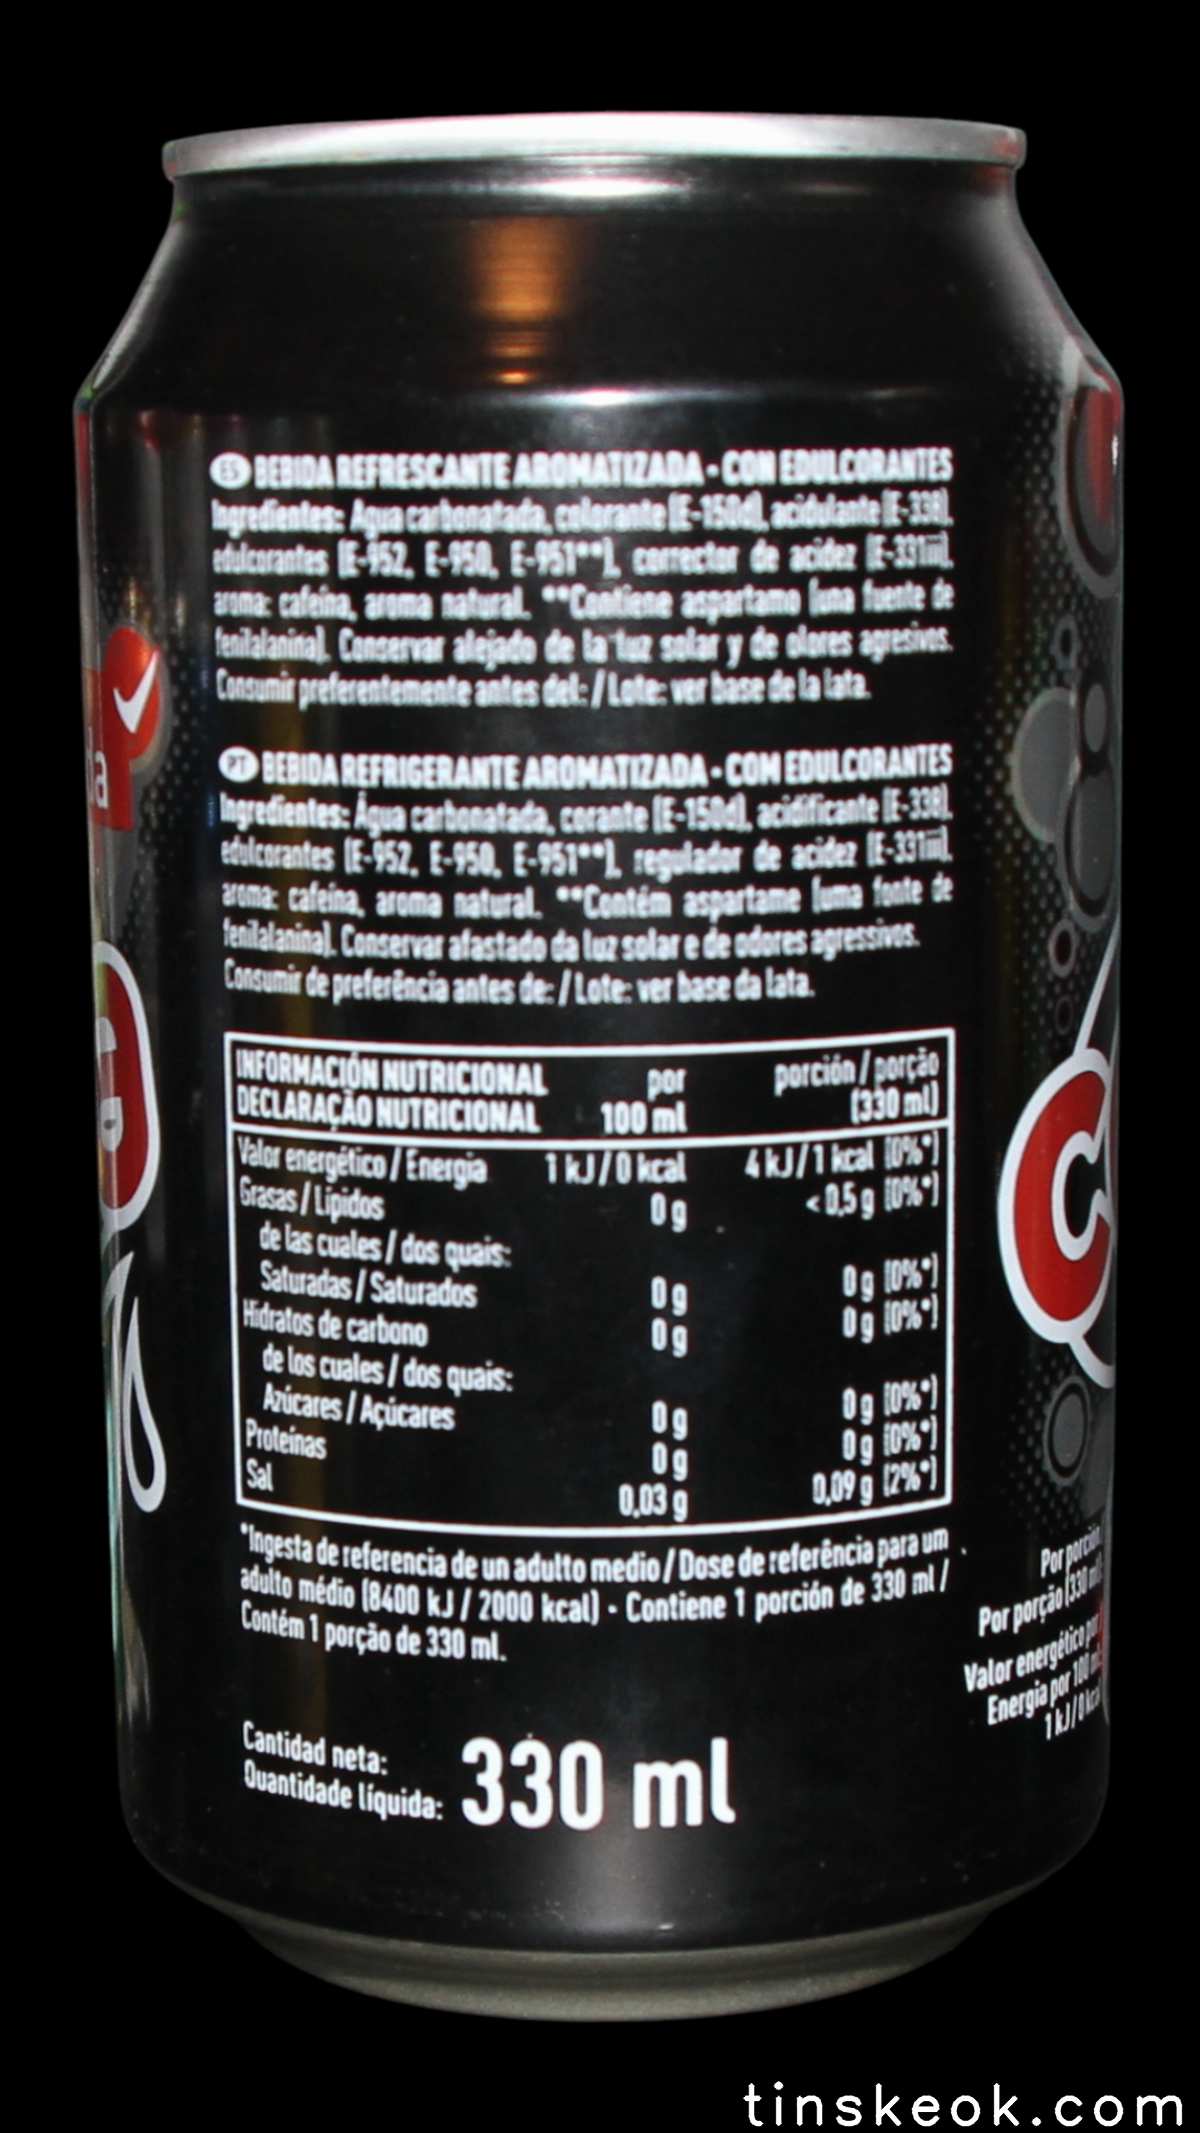 ES BEBIDA REFRESCANTE AROMATIZADA - CON EDULCORANTES
Ingredientes: Agua carbonatada, colorante (E-150d), acidulante (E-338),
edulcorantes (E-952, E-950, E-951**), corrector de acidez (E-331iii),
aroma: cafeína, aroma natural. **Contiene aspartamo (una fuente de
fenilalanina). Conservar alejado de la luz solar y de olores agresivos.
Consumir preferentemente antes del: / Lote: ver base de la lata.
PT BEBIDA REFRIGERANTE AROMATIZADA - COM EDULCORANTES
Ingredientes: Água carbonatada, corante (E-150d), acidificante (E-338),
edulcorantes (E-952, E-950, E-951**), regulador de acidez (E-331iii),
aroma: cafeína, aroma natural. **Contém aspartame (uma fonte de
fenilalanina). Conservar afastado da luz solar e de odores agressivos.
Consumir de preferência antes de: / Lote: ver base da lata.
INFORMACIÓN NUTRICIONAL por porción / porção
DECLARAÇÃO NUTRICIONAL 100 ml (330 ml)
Valor energético / Energia 1 kJ / 0 kcal 4 kJ / 1 kcal (0%*)
Grasas / Lípidos 0 g < 0,5 g (0%*)
de las cuales / dos quais:
Saturadas / Saturados 0 g 0 g (0%*)
Hidratos de carbono 0 g 0 g (0%*)
de los cuales / dos quais:
Azúcares / Açúcares 0 g 0 g (0%*)
Proteínas 0 g 0 g (0%*)
Sal 0,03 g 0,09 g (2%*)
*Ingesta de referencia de un adulto medio / Dose de referência para um
adulto médio (8400 kJ / 2000 kcal) - Contiene 1 porción de 330 ml /
Contém 1 porção de 330 ml.
Cantidad neta:
Quantidade líquida: 330 ml
Por porción
Por porção (330 ml)
Valor energético por
Energia por 100 ml
1 kJ / 0 kcal
tinskeok.com